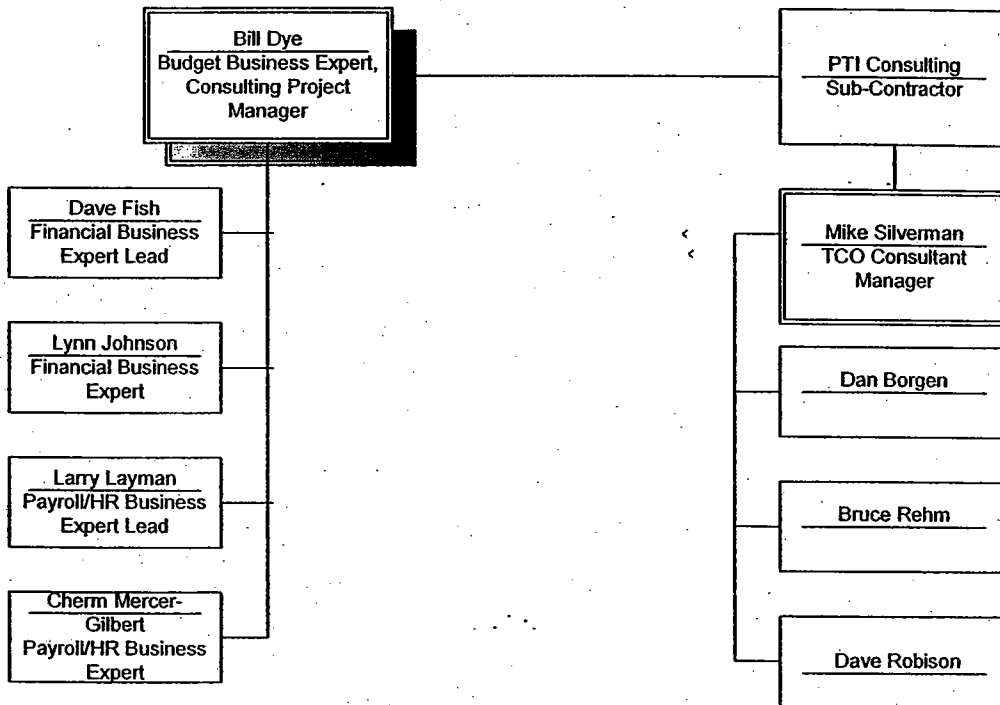 Bill Dye
Budget Business Expert,
Consulting Project
Manager
PTI Consulting
Sub-Contractor
Dave Fish
Financial Business
Expert Lead
Mike Silverman
TCO Consultant
Manager
Lynn Johnson
Financial Business
Expert
Dan Borgen
Larry Layman
Payroll/HR Business
Expert Lead
Bruce Rehm
Cherm Mercer-
Gilbert
Payroll/HR Business
Expert
Dave Robison